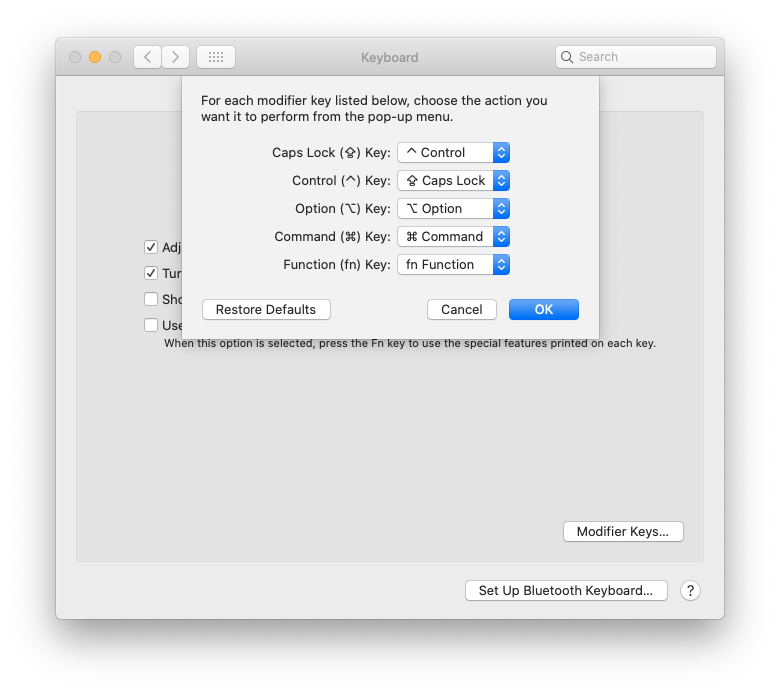 Keyboard
Search
For each modifier key listed below, choose the action you
want it to perform from the pop-up menu.
Caps Lock (⇪) Key: ⌃ Control
Control (⌃) Key: ⇪ Caps Lock
Option (⌥) Key: ⌥ Option
Command (⌘) Key: ⌘ Command
Function (fn) Key: fn Function
Restore Defaults Cancel OK
Adj
Tur
Sho
Use
When this option is selected, press the Fn key to use the special features printed on each key.
Modifier Keys...
Set Up Bluetooth Keyboard... ?